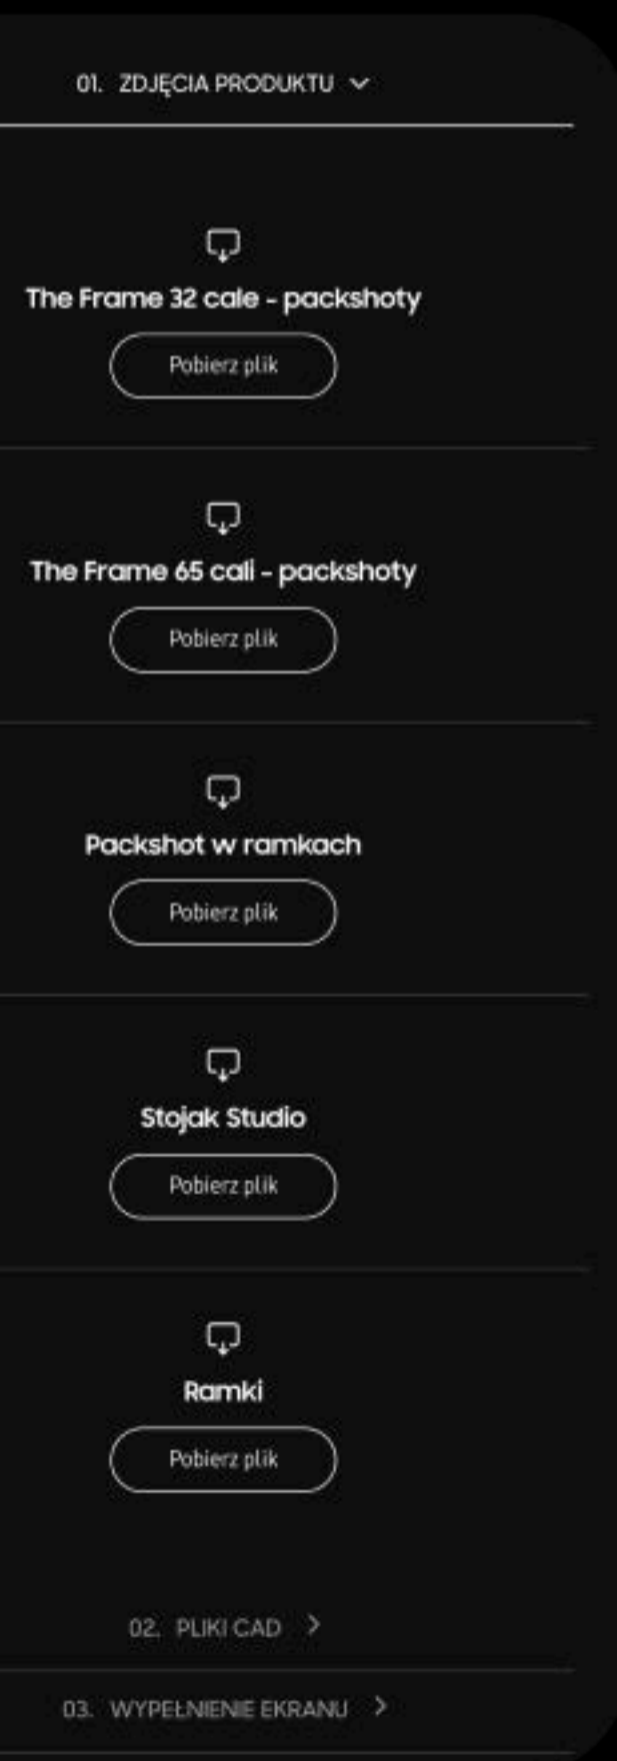 01. ZDJĘCIA PRODUKTU
The Frame 32 cale - packshoty
Pobierz plik
The Frame 65 cali - packshoty
Pobierz plik
Packshot w ramkach
Pobierz plik
Stojak Studio
Pobierz plik
Ramki
Pobierz plik
02. PLIKI CAD
03. WYPEŁNIENIE EKRANU